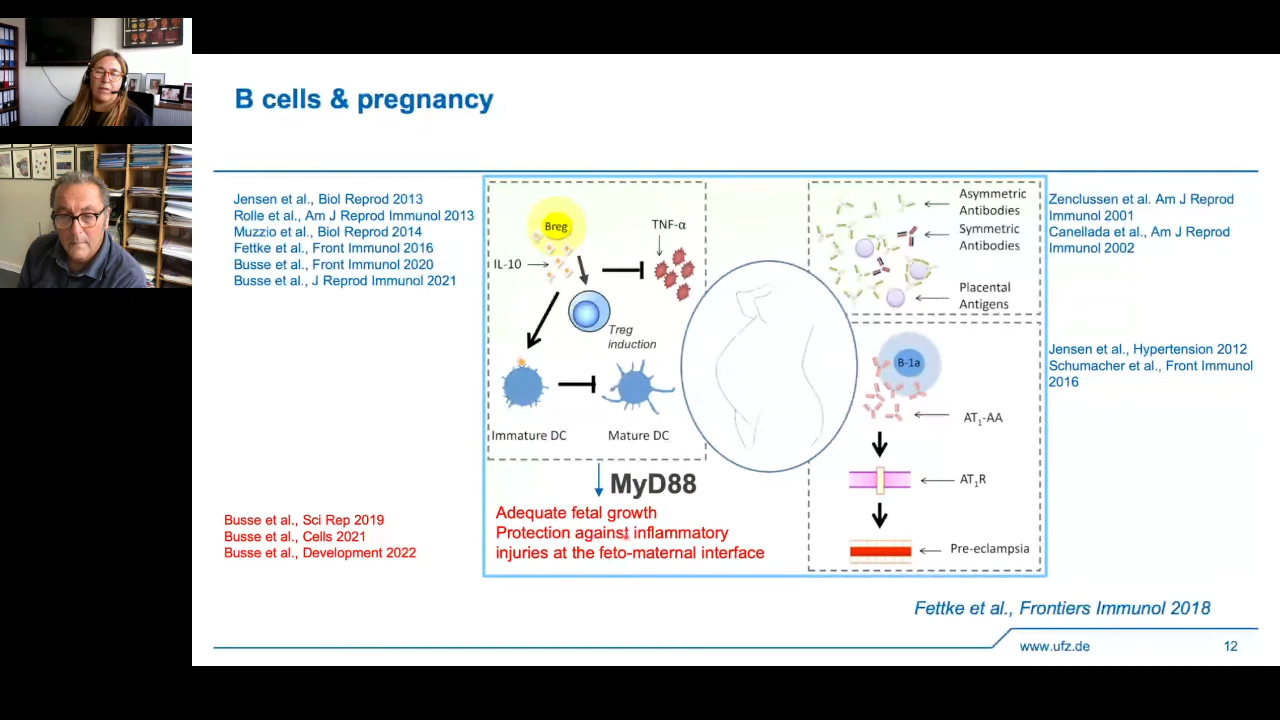 B cells & pregnancy
Jensen et al., Biol Reprod 2013
Rolle et al., Am J Reprod Immunol 2013
Muzzio et al., Biol Reprod 2014
Fettke et al., Front Immunol 2016
Busse et al., Front Immunol 2020
Busse et al., J Reprod Immunol 2021
Breg
IL-10
TNF-α
Treg
induction
Immature DC
Mature DC
MyD88
Adequate fetal growth
Protection against inflammatory
injuries at the feto-maternal interface
Busse et al., Sci Rep 2019
Busse et al., Cells 2021
Busse et al., Development 2022
Asymmetric
Antibodies
Symmetric
Antibodies
Placental
Antigens
Zenclussen et al. Am J Reprod
Immunol 2001
Canellada et al., Am J Reprod
Immunol 2002
B-1a
AT1-AA
AT1R
Pre-eclampsia
Jensen et al., Hypertension 2012
Schumacher et al., Front Immunol
2016
Fettke et al., Frontiers Immunol 2018
www.ufz.de
12